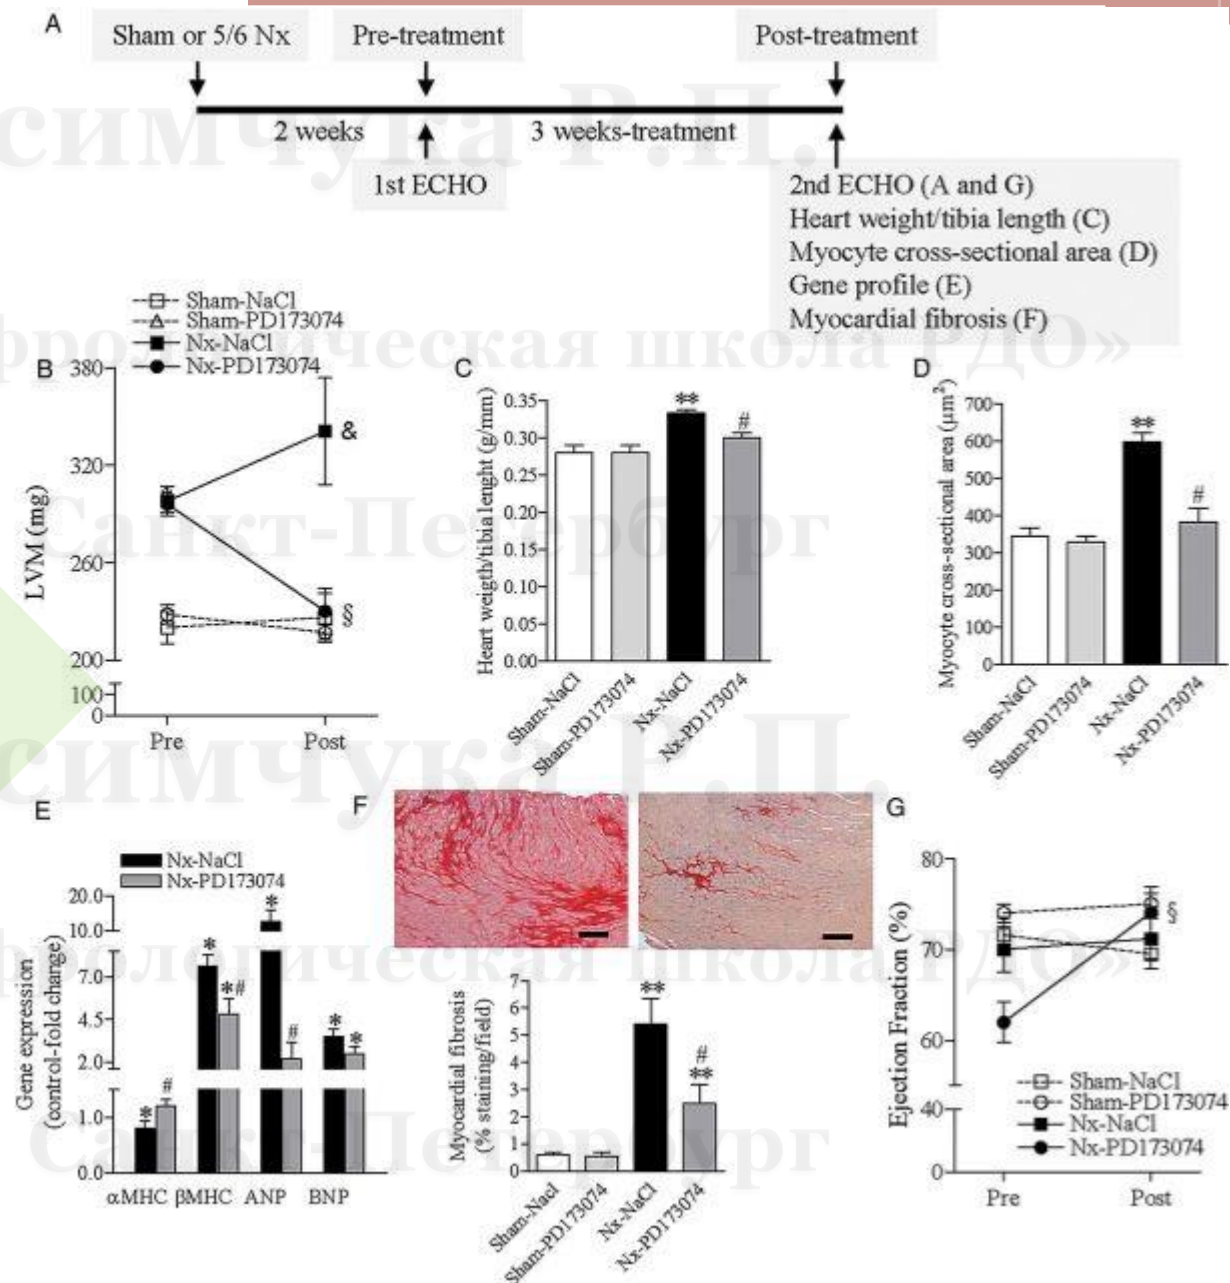 A
Sham or 5/6 Nx
Pre-treatment
Post-treatment
2 weeks
3 weeks-treatment
1st ECHO
2nd ECHO (A and G)
Heart weight/tibia length (C)
Myocyte cross-sectional area (D)
Gene profile (E)
Myocardial fibrosis (F)
симчука Р.П.
фрологическая школа РДО»
Санкт-Петербург
B
Sham-NaCl
Sham-PD173074
Nx-NaCl
Nx-PD173074
LVM (mg)
380
320
260
200
100
0
&
§
Pre
Post
C
Heart weigth/tibia lenght (g/mm)
0.35
0.30
0.25
0.20
0.15
0.10
0.05
0.00
**
#
Sham-NaCl
Sham-PD173074
Nx-NaCl
Nx-PD173074
D
Myocyte cross-sectional area (µm²)
700
600
500
400
300
200
100
0
**
#
Sham-NaCl
Sham-PD173074
Nx-NaCl
Nx-PD173074
симчука Р.П.
фрологическая школа РДО»
Санкт-Петербург
E
Nx-NaCl
Nx-PD173074
Gene expression
(control-fold change)
20.0
10.0
7.0
4.5
2.0
1.0
0.0
*
#
*
*#
*
#
*
*
αMHC βMHC ANP BNP
F
Myocardial fibrosis
(% staining/field)
7
6
5
4
3
2
1
0
**
#
**
Sham-Nacl
Sham-PD173074
Nx-NaCl
Nx-PD173074
G
Ejection Fraction (%)
80
70
60
40
0
§
Sham-NaCl
Sham-PD173074
Nx-NaCl
Nx-PD173074
Pre
Post